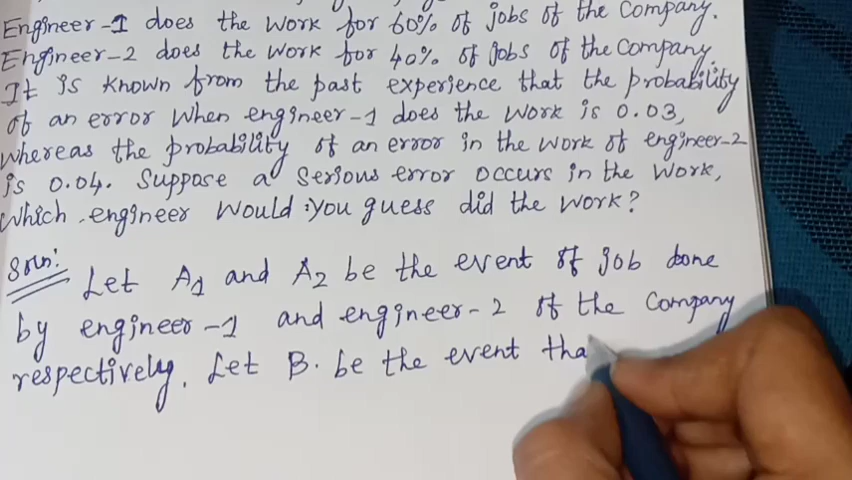 Engineer-1 does the work for 60% of jobs of the company.
Engineer-2 does the work for 40% of jobs of the company.
It is known from the past experience that the probability
of an error when engineer-1 does the work is 0.03,
whereas the probability of an error in the work of engineer-2
is 0.04. Suppose a serious error occurs in the work,
which engineer would you guess did the work?
Soln:
Let A1 and A2 be the event of job done
by engineer-1 and engineer-2 of the company
respectively. Let B be the event tha